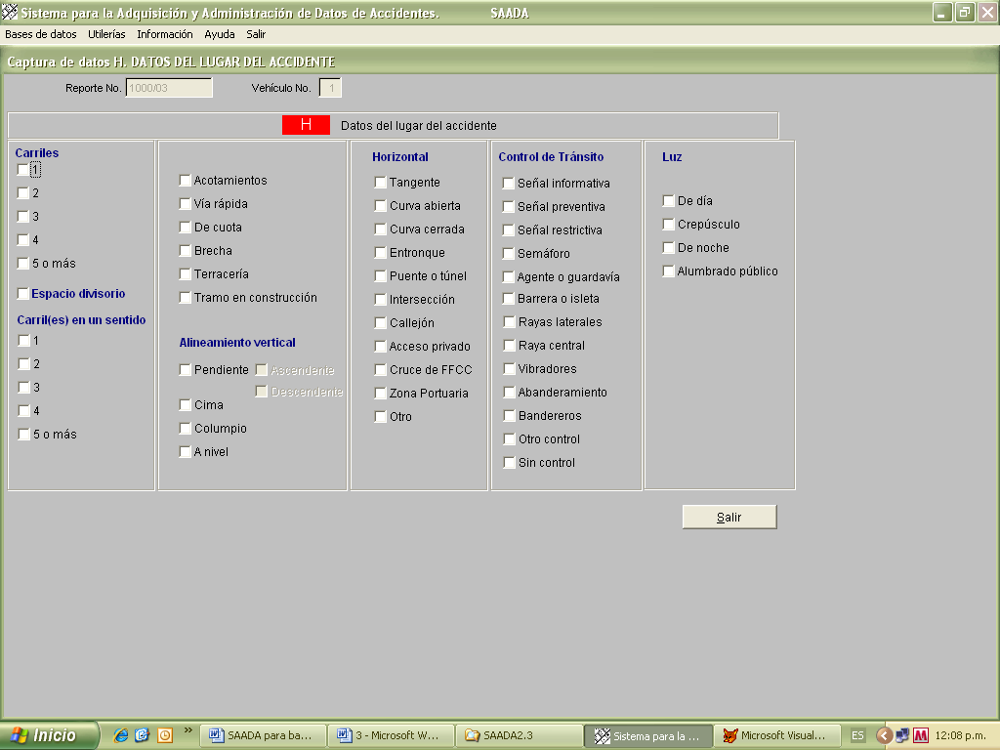 Sistema para la Adquisición y Administración de Datos de Accidentes. SAADA
Bases de datos Utilerías Información Ayuda Salir
Captura de datos H. DATOS DEL LUGAR DEL ACCIDENTE
Reporte No. 1000/03 Vehículo No. 1
H Datos del lugar del accidente
Carriles
1
2
3
4
5 o más
Espacio divisorio
Carril(es) en un sentido
1
2
3
4
5 o más
Acotamientos
Vía rápida
De cuota
Brecha
Terracería
Tramo en construcción
Alineamiento vertical
Pendiente Ascendente
Descendente
Cima
Columpio
A nivel
Horizontal
Tangente
Curva abierta
Curva cerrada
Entronque
Puente o túnel
Intersección
Callejón
Acceso privado
Cruce de FFCC
Zona Portuaria
Otro
Control de Tránsito
Señal informativa
Señal preventiva
Señal restrictiva
Semáforo
Agente o guardavía
Barrera o isleta
Rayas laterales
Raya central
Vibradores
Abanderamiento
Bandereros
Otro control
Sin control
Luz
De día
Crepúsculo
De noche
Alumbrado público
Salir
Inicio » SAADA para ba... 3 - Microsoft W... SAADA2.3 Sistema para la ... Microsoft Visual... ES 12:08 p.m.